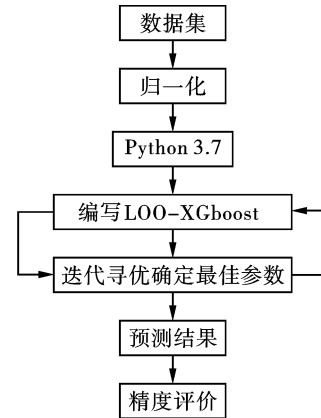 数据集
归一化
Python 3.7
编写LOO-XGboost
迭代寻优确定最佳参数
预测结果
精度评价